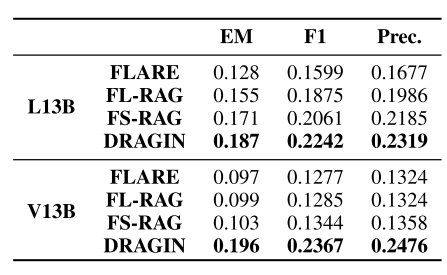 EM F1 Prec.
FLARE 0.128 0.1599 0.1677
FL-RAG 0.155 0.1875 0.1986
L13B
FS-RAG 0.171 0.2061 0.2185
DRAGIN 0.187 0.2242 0.2319
FLARE 0.097 0.1277 0.1324
FL-RAG 0.099 0.1285 0.1324
V13B
FS-RAG 0.103 0.1344 0.1358
DRAGIN 0.196 0.2367 0.2476